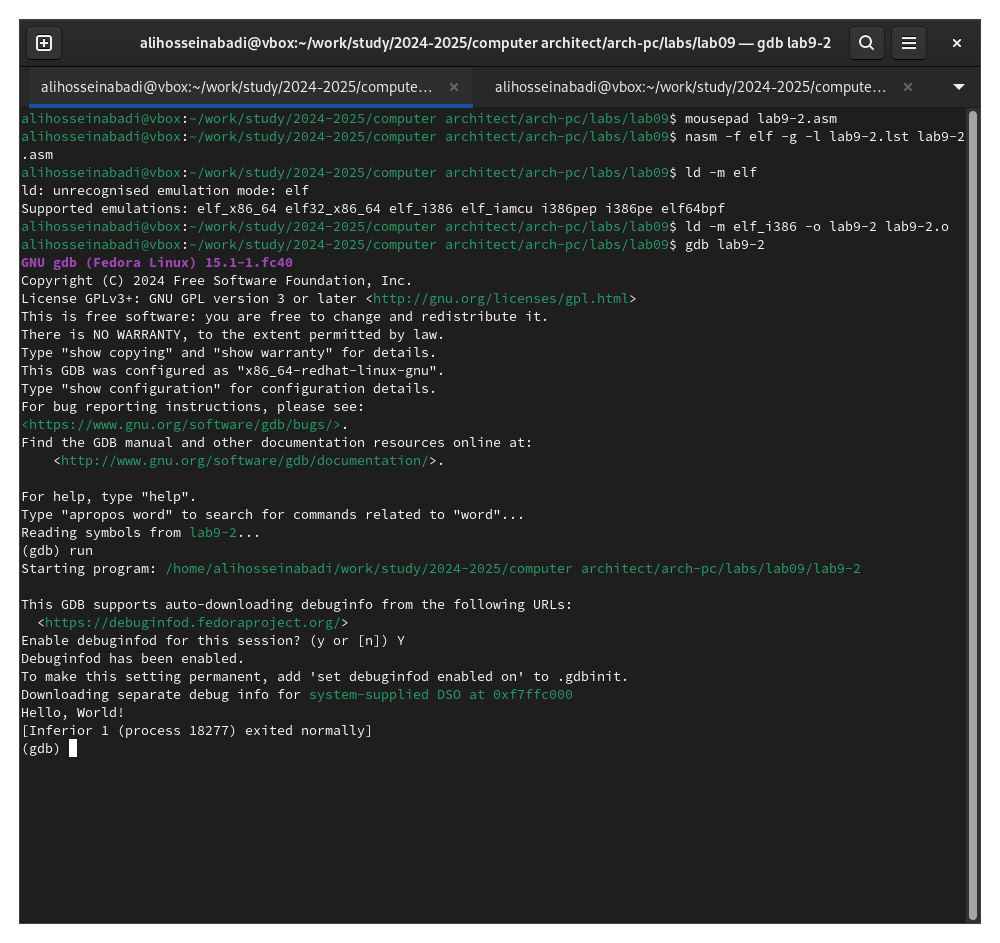 alihosseinabadi@vbox:~/work/study/2024-2025/computer architect/arch-pc/labs/lab09 — gdb lab9-2
alihosseinabadi@vbox:~/work/study/2024-2025/compute… alihosseinabadi@vbox:~/work/study/2024-2025/compute…
alihosseinabadi@vbox:~/work/study/2024-2025/computer architect/arch-pc/labs/lab09$ mousepad lab9-2.asm
alihosseinabadi@vbox:~/work/study/2024-2025/computer architect/arch-pc/labs/lab09$ nasm -f elf -g -l lab9-2.lst lab9-2
.asm
alihosseinabadi@vbox:~/work/study/2024-2025/computer architect/arch-pc/labs/lab09$ ld -m elf
ld: unrecognised emulation mode: elf
Supported emulations: elf_x86_64 elf32_x86_64 elf_i386 elf_iamcu i386pep i386pe elf64bpf
alihosseinabadi@vbox:~/work/study/2024-2025/computer architect/arch-pc/labs/lab09$ ld -m elf_i386 -o lab9-2 lab9-2.o
alihosseinabadi@vbox:~/work/study/2024-2025/computer architect/arch-pc/labs/lab09$ gdb lab9-2
GNU gdb (Fedora Linux) 15.1-1.fc40
Copyright (C) 2024 Free Software Foundation, Inc.
License GPLv3+: GNU GPL version 3 or later <http://gnu.org/licenses/gpl.html>
This is free software: you are free to change and redistribute it.
There is NO WARRANTY, to the extent permitted by law.
Type "show copying" and "show warranty" for details.
This GDB was configured as "x86_64-redhat-linux-gnu".
Type "show configuration" for configuration details.
For bug reporting instructions, please see:
<https://www.gnu.org/software/gdb/bugs/>.
Find the GDB manual and other documentation resources online at:
    <http://www.gnu.org/software/gdb/documentation/>.

For help, type "help".
Type "apropos word" to search for commands related to "word"...
Reading symbols from lab9-2...
(gdb) run
Starting program: /home/alihosseinabadi/work/study/2024-2025/computer architect/arch-pc/labs/lab09/lab9-2

This GDB supports auto-downloading debuginfo from the following URLs:
  <https://debuginfod.fedoraproject.org/>
Enable debuginfod for this session? (y or [n]) Y
Debuginfod has been enabled.
To make this setting permanent, add 'set debuginfod enabled on' to .gdbinit.
Downloading separate debug info for system-supplied DSO at 0xf7ffc000
Hello, World!
[Inferior 1 (process 18277) exited normally]
(gdb)